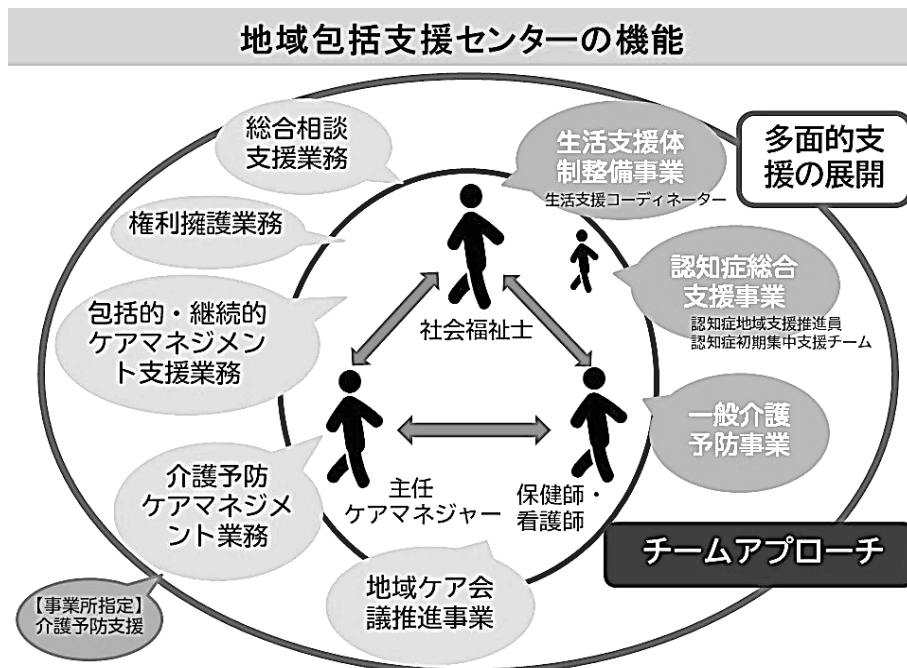 地域包括支援センターの機能
総合相談
支援業務
生活支援体
制整備事業
生活支援コーディネーター
多面的支
援の展開
権利擁護業務
認知症総合
支援事業
認知症地域支援推進員
認知症初期集中支援チーム
包括的・継続的
ケアマネジメン
ト支援業務
社会福祉士
一般介護
予防事業
介護予防
ケアマネジメ
ント業務
主任
ケアマネジャー
保健師・
看護師
チームアプローチ
地域ケア会
議推進事業
【事業所指定】
介護予防支援